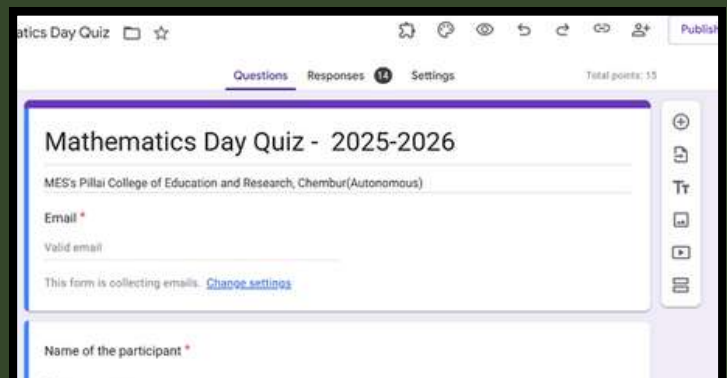 atics Day Quiz
Publish
Questions Responses 14 Settings Total points: 15
Mathematics Day Quiz - 2025-2026
MES's Pillai College of Education and Research, Chembur(Autonomous)
Email *
Valid email
This form is collecting emails. Change settings
Name of the participant *
Tт